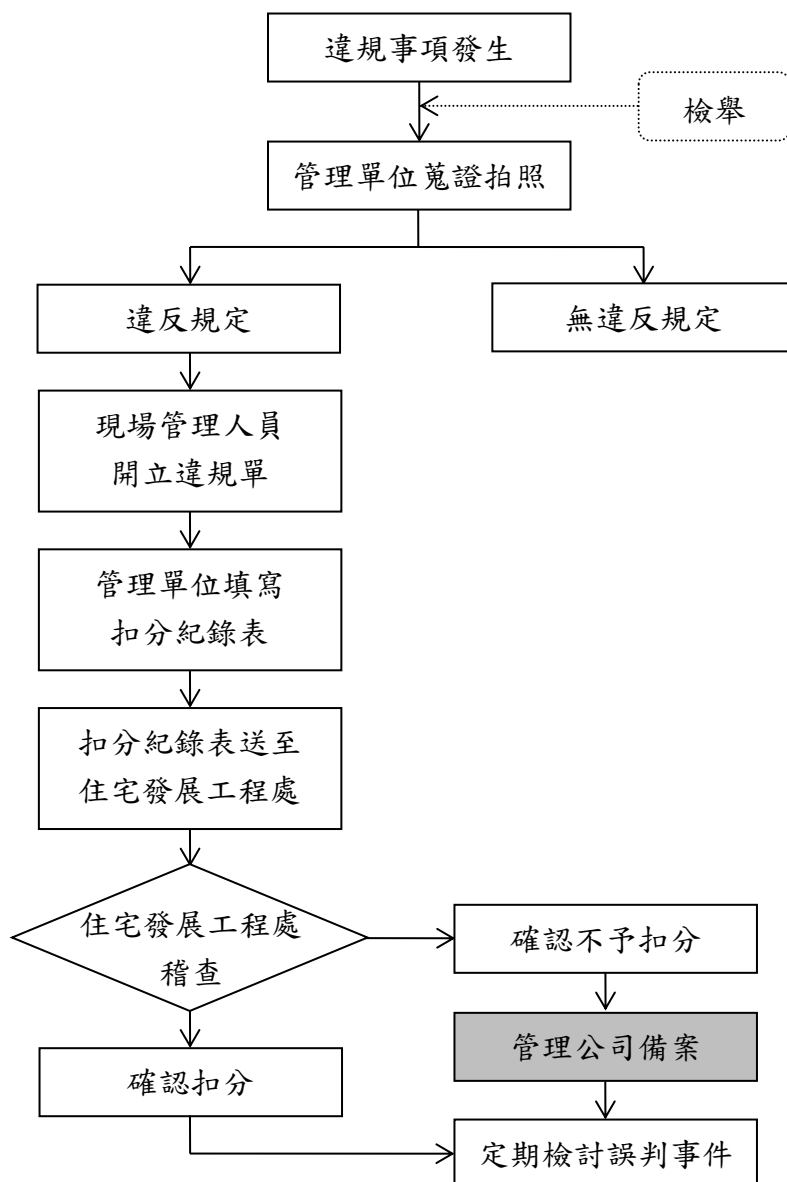 違規事項發生
檢舉
管理單位蒐證拍照
違反規定
無違反規定
現場管理人員
開立違規單
管理單位填寫
扣分紀錄表
扣分紀錄表送至
住宅發展工程處
住宅發展工程處
稽查
確認不予扣分
管理公司備案
確認扣分
定期檢討誤判事件